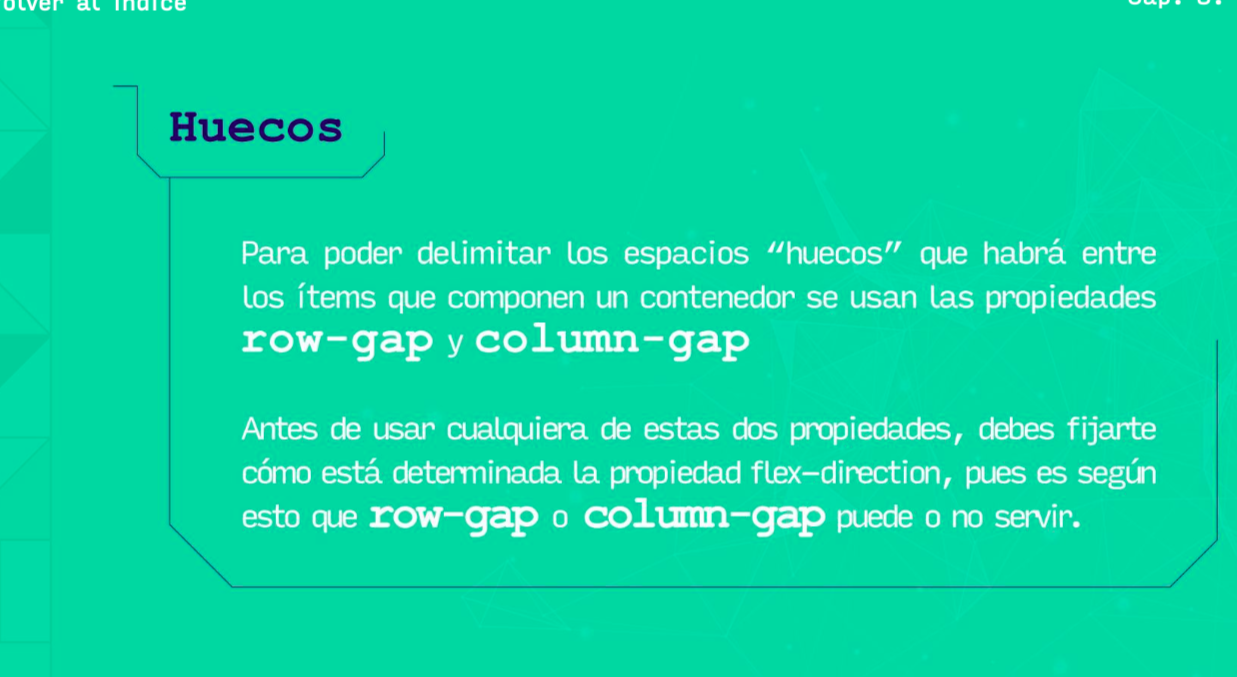 olver al índice
Cap. 3.
Huecos
Para poder delimitar los espacios “huecos” que habrá entre
los ítems que componen un contenedor se usan las propiedades
row-gap y column-gap
Antes de usar cualquiera de estas dos propiedades, debes fijarte
cómo está determinada la propiedad flex-direction, pues es según
esto que row-gap o column-gap puede o no servir.